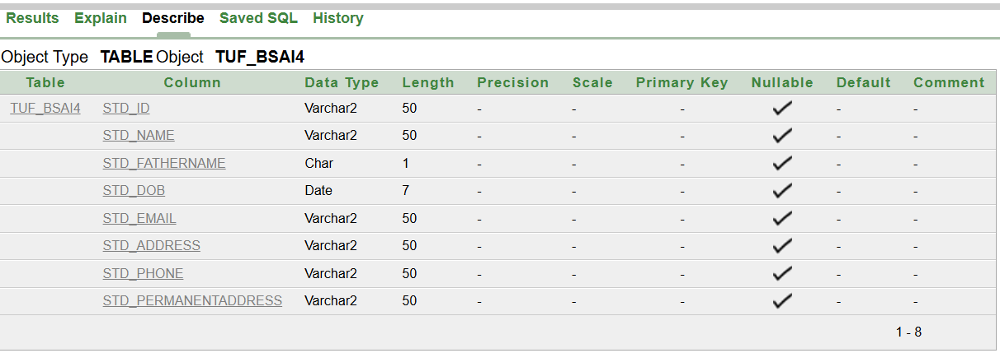 Results Explain Describe Saved SQL History
Object Type TABLE Object TUF_BSAI4
Table Column Data Type Length Precision Scale Primary Key Nullable Default Comment
TUF_BSAI4 STD_ID Varchar2 50 - - - ✓ - -
STD_NAME Varchar2 50 - - - ✓ - -
STD_FATHERNAME Char 1 - - - ✓ - -
STD_DOB Date 7 - - - ✓ - -
STD_EMAIL Varchar2 50 - - - ✓ - -
STD_ADDRESS Varchar2 50 - - - ✓ - -
STD_PHONE Varchar2 50 - - - ✓ - -
STD_PERMANENTADDRESS Varchar2 50 - - - ✓ - -
1 - 8